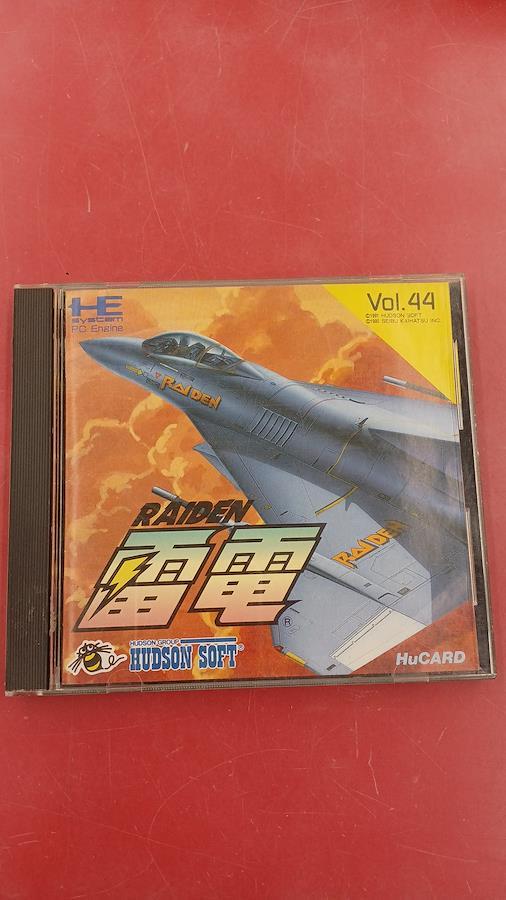 HE
system
PC Engine
Vol.44
©1991 HUDSON SOFT
©1990 SEIBU KAIHATSU INC.
RAIDEN
RAIDEN
RAIDEN
雷電®
HUDSON GROUP
HUDSON SOFT®
HuCARD